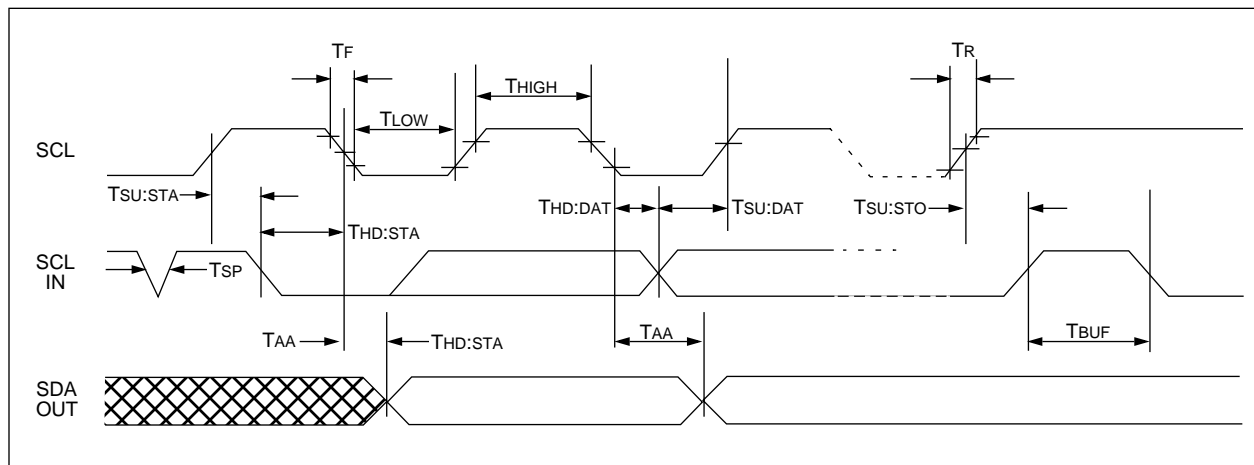 TF
TR
THIGH
TLOW
SCL
TSU:STA
THD:DAT
TSU:DAT
TSU:STO
THD:STA
SCL
IN
TSP
TAA
THD:STA
TAA
TBUF
SDA
OUT